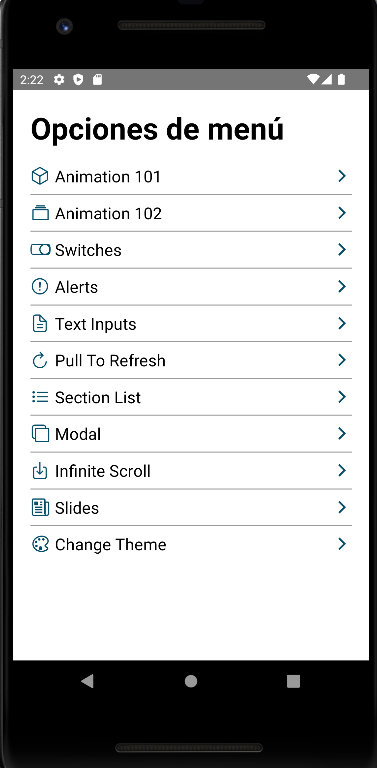 2:22
Opciones de menú
Animation 101
Animation 102
Switches
Alerts
Text Inputs
Pull To Refresh
Section List
Modal
Infinite Scroll
Slides
Change Theme